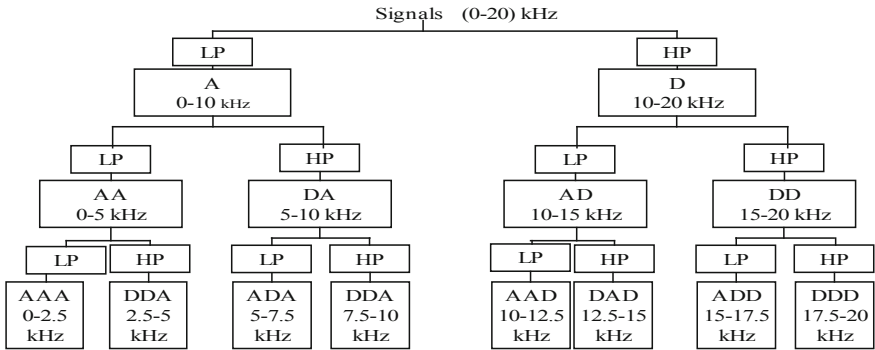 Signals (0-20) kHz
LP HP
A D
0-10 kHz 10-20 kHz
LP HP LP HP
AA DA AD DD
0-5 kHz 5-10 kHz 10-15 kHz 15-20 kHz
LP HP LP HP LP HP LP HP
AAA DDA ADA DDA AAD DAD ADD DDD
0-2.5 2.5-5 5-7.5 7.5-10 10-12.5 12.5-15 15-17.5 17.5-20
kHz kHz kHz kHz kHz kHz kHz kHz